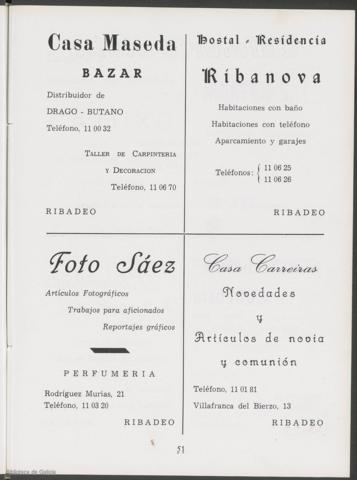 Casa Maseda
BAZAR
Distribuidor de
DRAGO - BUTANO
Teléfono, 11 00 32
TALLER DE CARPINTERIA
Y DECORACION
Teléfono, 11 06 70
RIBADEO
Hostal - Residencia
Ribanova
Habitaciones con baño
Habitaciones con teléfono
Aparcamiento y garajes
Teléfonos: { 11 06 25
11 06 26
RIBADEO
Foto Sáez
Artículos Fotográficos
Trabajos para aficionados
Reportajes gráficos
PERFUMERIA
Rodríguez Murias, 21
Teléfono, 11 03 20
RIBADEO
Casa Carreiras
Novedades
y
Artículos de novia
y comunión
Teléfono, 11 01 81
Villafranca del Bierzo, 13
RIBADEO
51
Biblioteca de Galicia